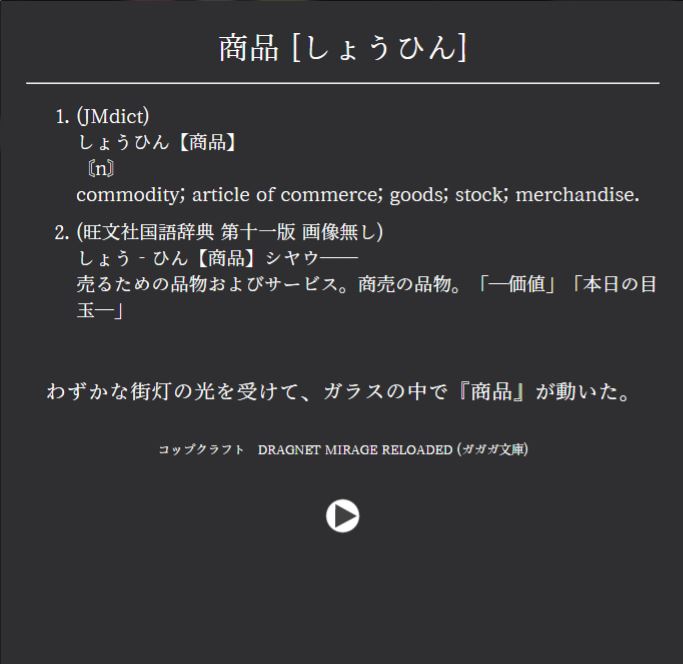 商品 [しょうひん]
1. (JMdict)
しょうひん【商品】
〘n〙
commodity; article of commerce; goods; stock; merchandise.
2. (旺文社国語辞典 第十一版 画像無し)
しょう‐ひん【商品】シヤウ――
売るための品物およびサービス。商売の品物。「―価値」「本日の目
玉―」
わずかな街灯の光を受けて、ガラスの中で『商品』が動いた。
コップクラフト　DRAGNET MIRAGE RELOADED (ガガガ文庫)